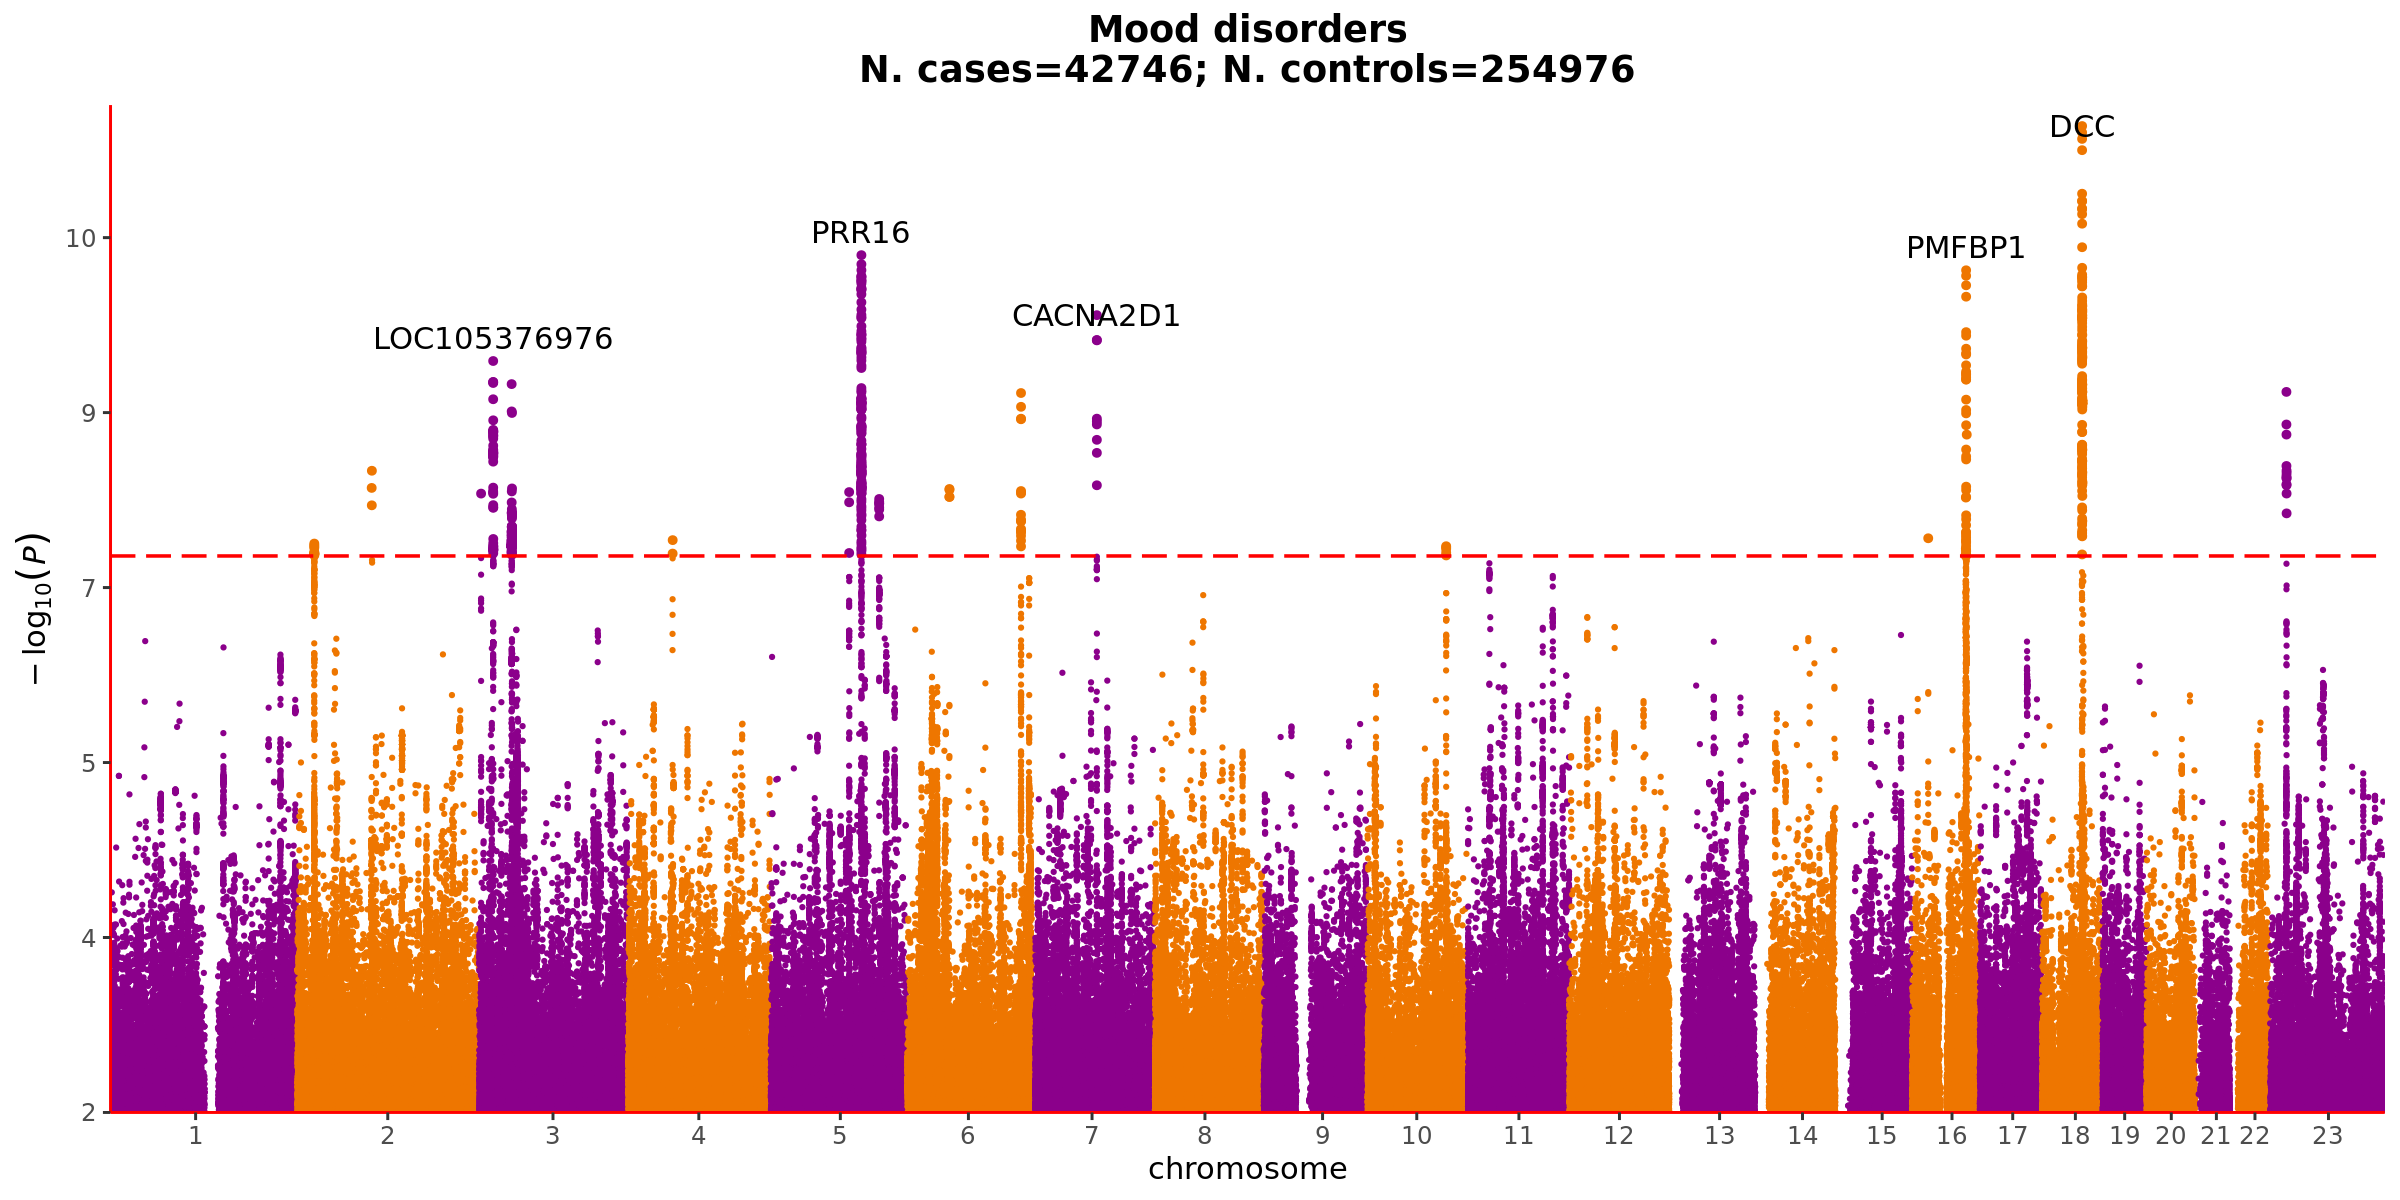 Mood disorders
N. cases=42746; N. controls=254976
DCC
PRR16
PMFBP1
CACNA2D1
LOC105376976
10
9
7
5
4
2
−log10(P)
1 2 3 4 5 6 7 8 9 10 11 12 13 14 15 16 17 18 19 20 21 22 23
chromosome